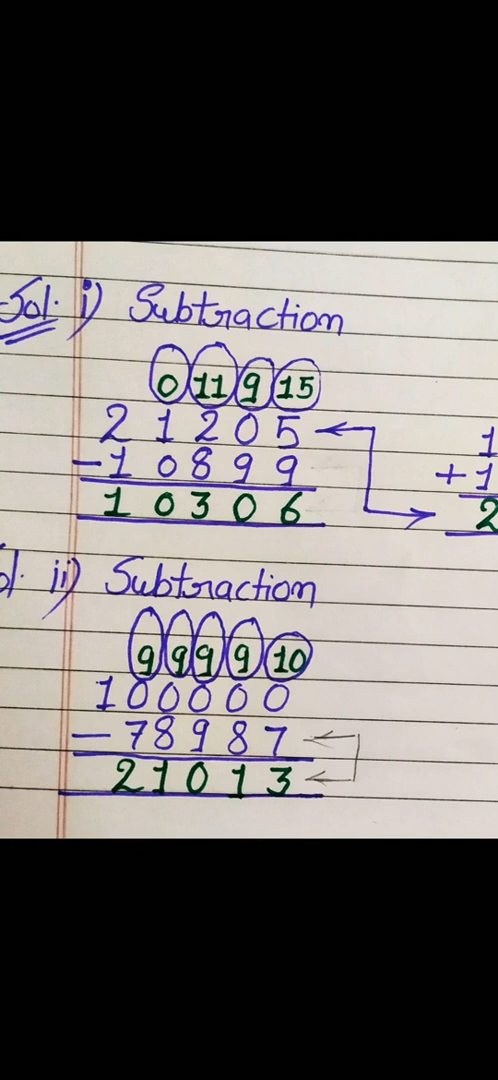 Sol. i) Subtraction
0 11 9 15
2 1 2 0 5
- 1 0 8 9 9
1 0 3 0 6
1
+ 1
2
ii) Subtraction
9 9 9 9 10
1 0 0 0 0 0
- 7 8 9 8 7
2 1 0 1 3